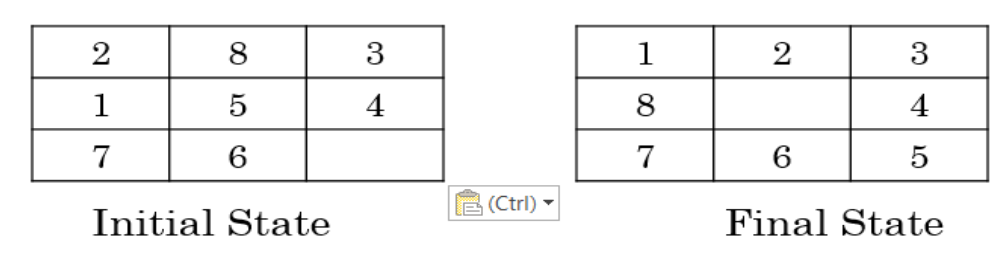 2 8 3 1 2 3
1 5 4 8 4
7 6 7 6 5
(Ctrl)
Initial State Final State